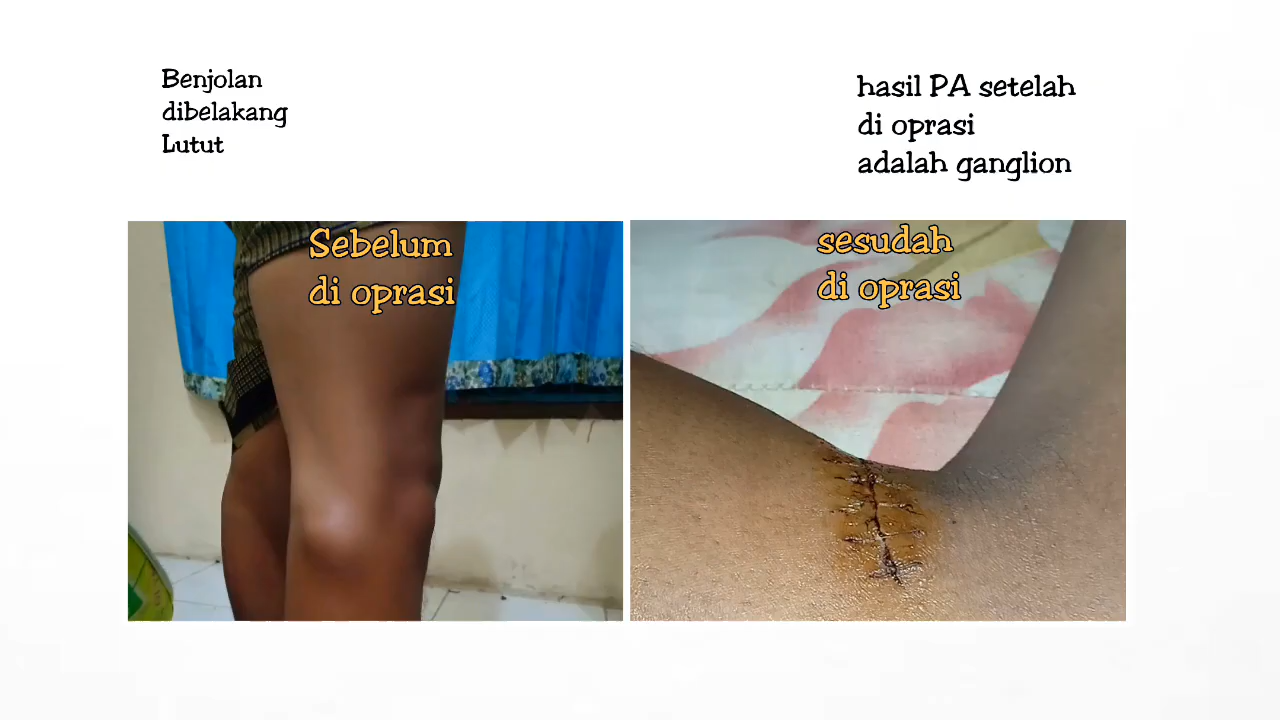 Benjolan
dibelakang
Lutut
hasil PA setelah
di oprasi
adalah ganglion
Sebelum
di oprasi
sesudah
di oprasi